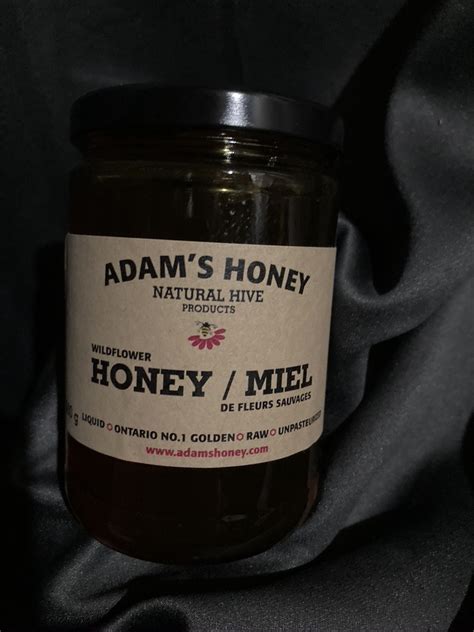 ADAM'S HONEY
NATURAL HIVE
PRODUCTS
WILDFLOWER
HONEY / MIEL
DE FLEURS SAUVAGES
g
LIQUID ONTARIO NO.1 GOLDEN RAW UNPASTEURIZED
www.adamshoney.com